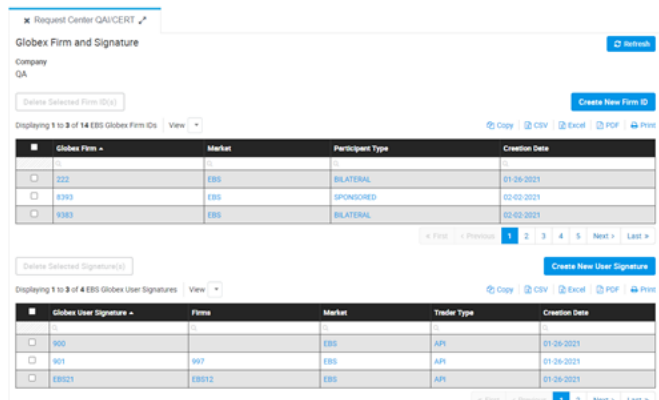 Request Center QAI/CERT
Globex Firm and Signature
Refresh
Company
QA
Delete Selected Firm ID(s)
Create New Firm ID
Displaying 1 to 3 of 14 EBS Globex Firm IDs View
Copy CSV Excel PDF Print
Globex Firm Market Participant Type Creation Date
222 EBS BILATERAL 01-26-2021
8393 EBS SPONSORED 02-02-2021
9383 EBS BILATERAL 02-02-2021
« First < Previous 1 2 3 4 5 Next > Last »
Delete Selected Signature(s)
Create New User Signature
Displaying 1 to 3 of 4 EBS Globex User Signatures View
Copy CSV Excel PDF Print
Globex User Signature Firms Market Trader Type Creation Date
900 EBS API 01-26-2021
901 997 EBS API 01-26-2021
EBS21 EBS12 EBS API 01-26-2021
« First < Previous 1 2 Next > Last »